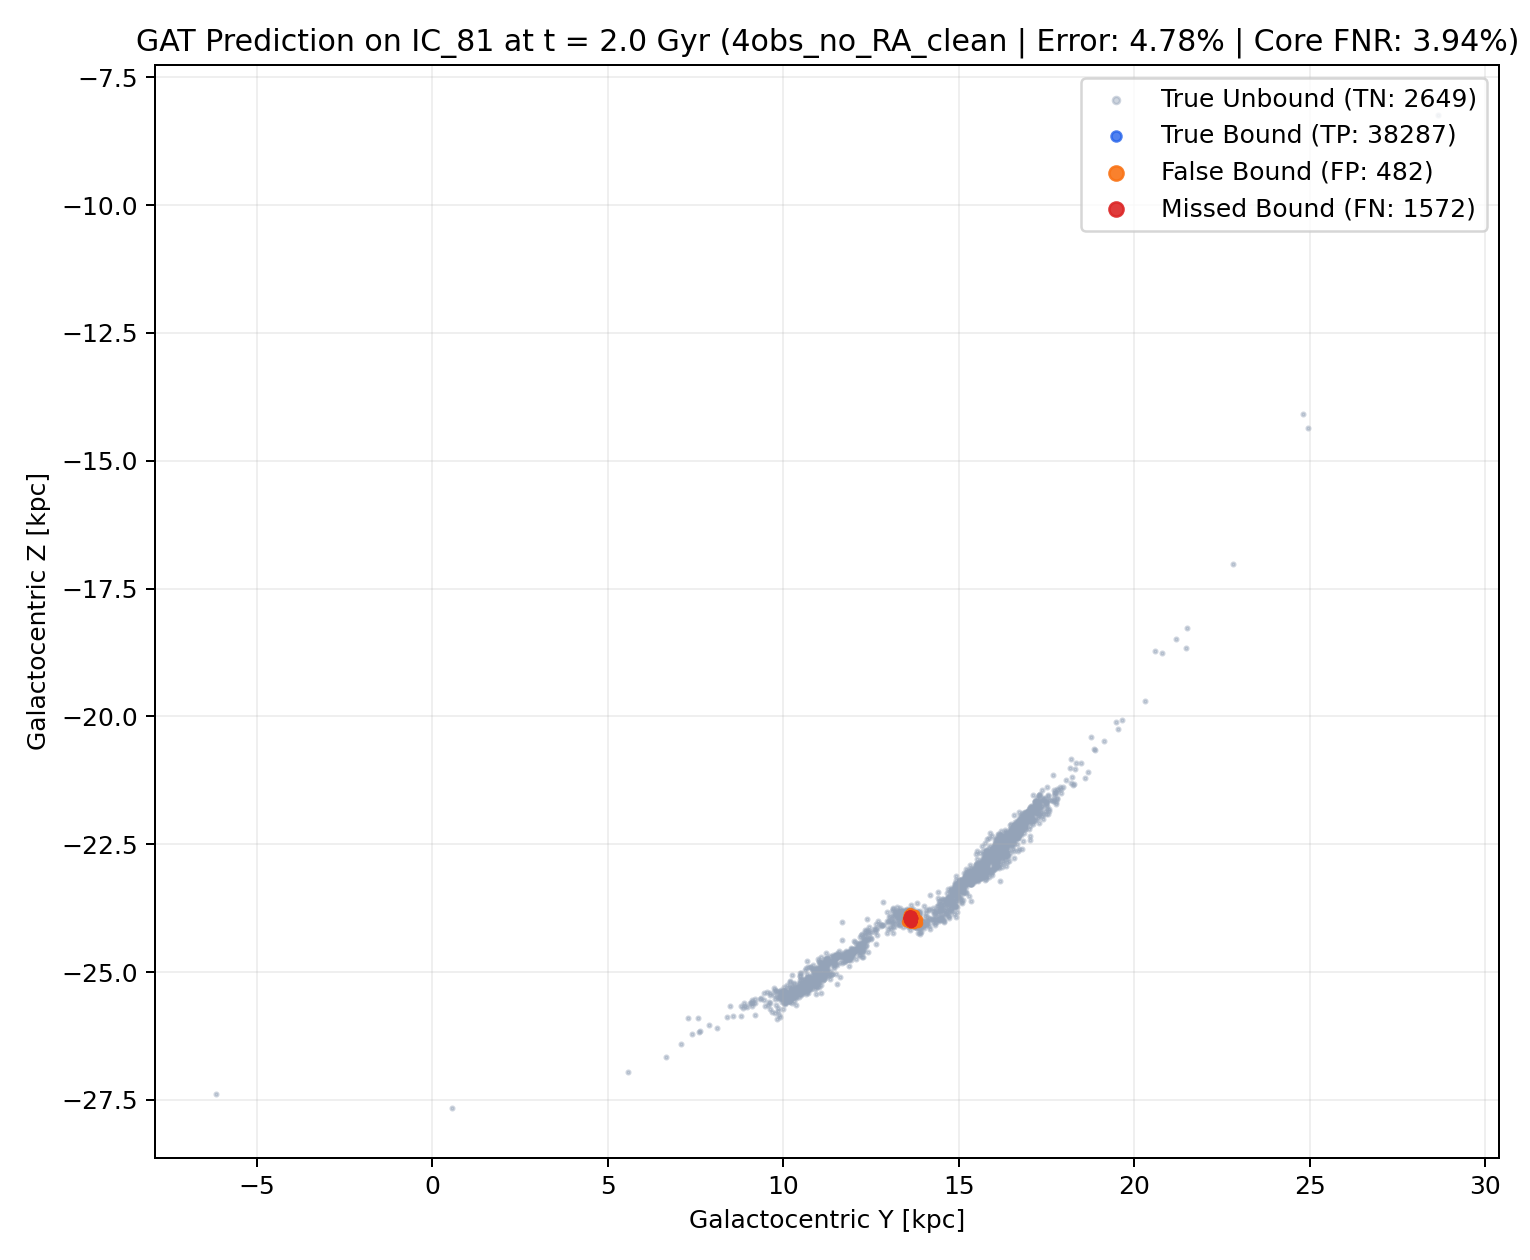 GAT Prediction on IC_81 at t = 2.0 Gyr (4obs_no_RA_clean | Error: 4.78% | Core FNR: 3.94%)
True Unbound (TN: 2649)
True Bound (TP: 38287)
False Bound (FP: 482)
Missed Bound (FN: 1572)
Galactocentric Z [kpc]
−7.5
−10.0
−12.5
−15.0
−17.5
−20.0
−22.5
−25.0
−27.5
−5 0 5 10 15 20 25 30
Galactocentric Y [kpc]